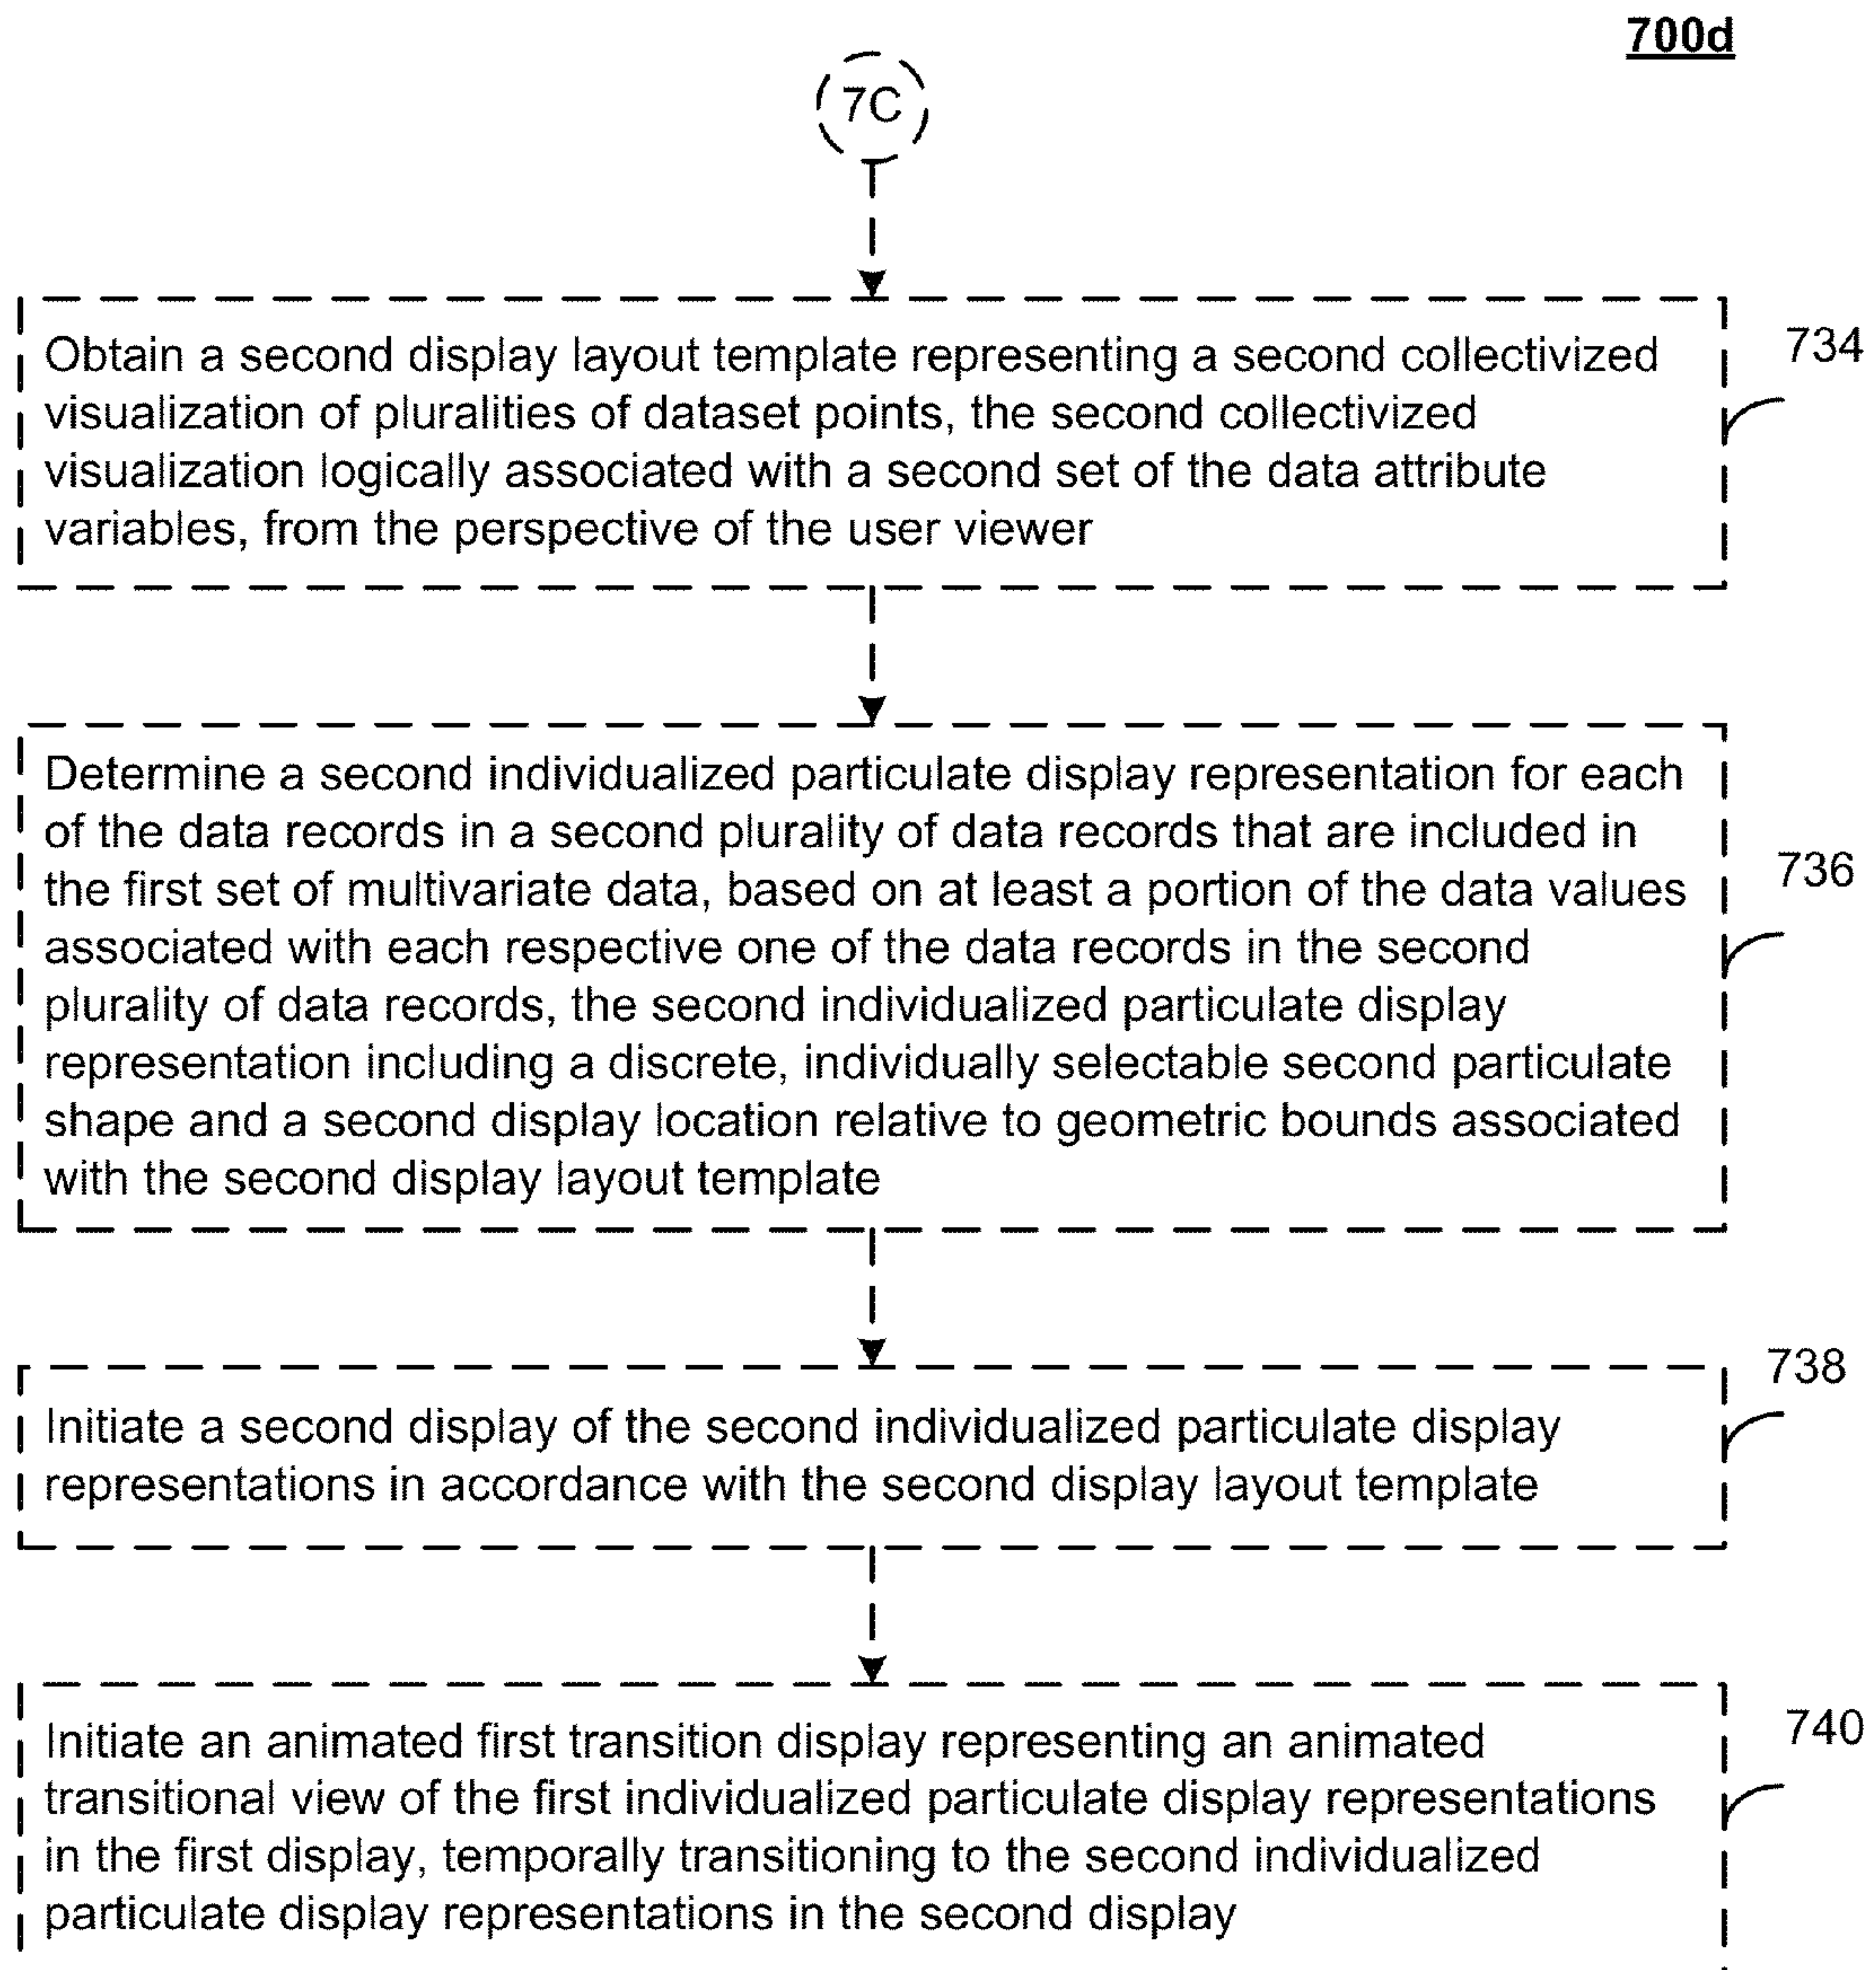 700d
7C
Obtain a second display layout template representing a second collectivized
visualization of pluralities of dataset points, the second collectivized
visualization logically associated with a second set of the data attribute
variables, from the perspective of the user viewer
734
Determine a second individualized particulate display representation for each
of the data records in a second plurality of data records that are included in
the first set of multivariate data, based on at least a portion of the data values
associated with each respective one of the data records in the second
plurality of data records, the second individualized particulate display
representation including a discrete, individually selectable second particulate
shape and a second display location relative to geometric bounds associated
with the second display layout template
736
Initiate a second display of the second individualized particulate display
representations in accordance with the second display layout template
738
Initiate an animated first transition display representing an animated
transitional view of the first individualized particulate display representations
in the first display, temporally transitioning to the second individualized
particulate display representations in the second display
740